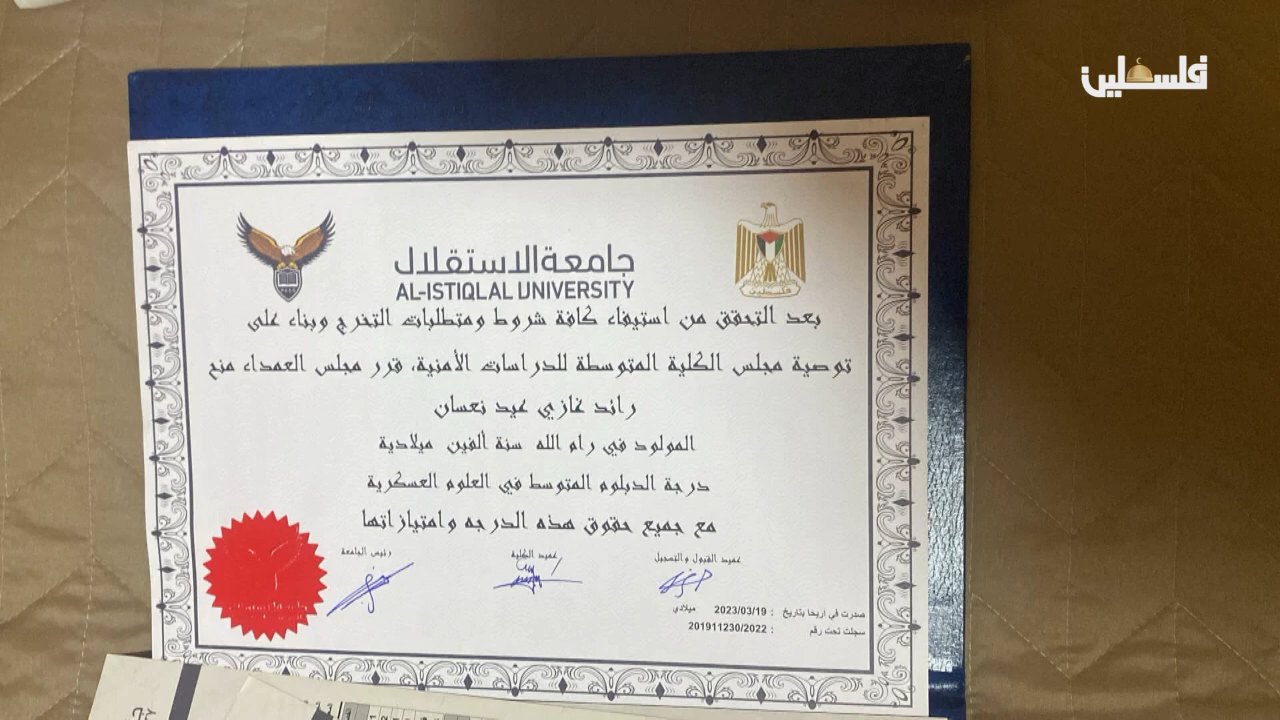 فلسطين
جامعة الاستقلال
AL-ISTIQLAL UNIVERSITY
فلسطين
بعد التحقق من استيفاء كافة شروط ومتطلبات التخرج وبناء على
توصية مجلس الكلية المتوسطة للدراسات الأمنية، قرر مجلس العمداء منح
رائد غازي عيد نعسان
المولود في رام الله سنة ألفين ميلادية
درجة الدبلوم المتوسط في العلوم العسكرية
مع جميع حقوق هذه الدرجه وامتيازاتها
عميد القبول والتسجيل عميد الكلية رئيس الجامعة
صدرت في اريحا بتاريخ : 2023/03/19 ميلادي
سجلت تحت رقم : 201911230/2022